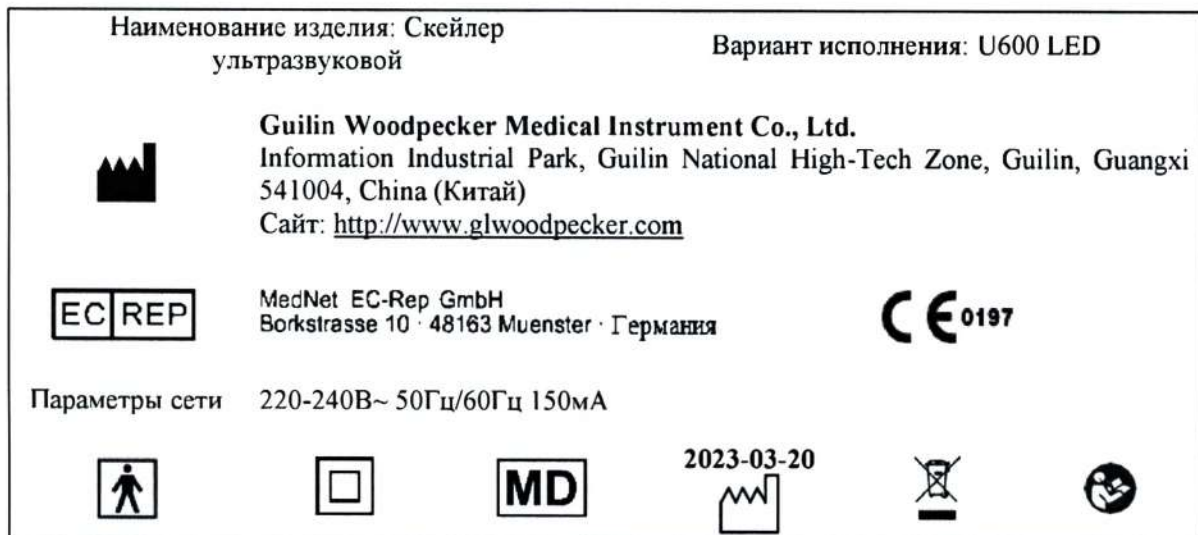 Наименование изделия: Скейлер
ультразвуковой
Вариант исполнения: U600 LED
Guilin Woodpecker Medical Instrument Co., Ltd.
Information Industrial Park, Guilin National High-Tech Zone, Guilin, Guangxi
541004, China (Китай)
Сайт: http://www.glwoodpecker.com
EC REP
MedNet EC-Rep GmbH
Borkstrasse 10 · 48163 Muenster · Германия
CE 0197
Параметры сети 220-240В~ 50Гц/60Гц 150мА
MD
2023-03-20